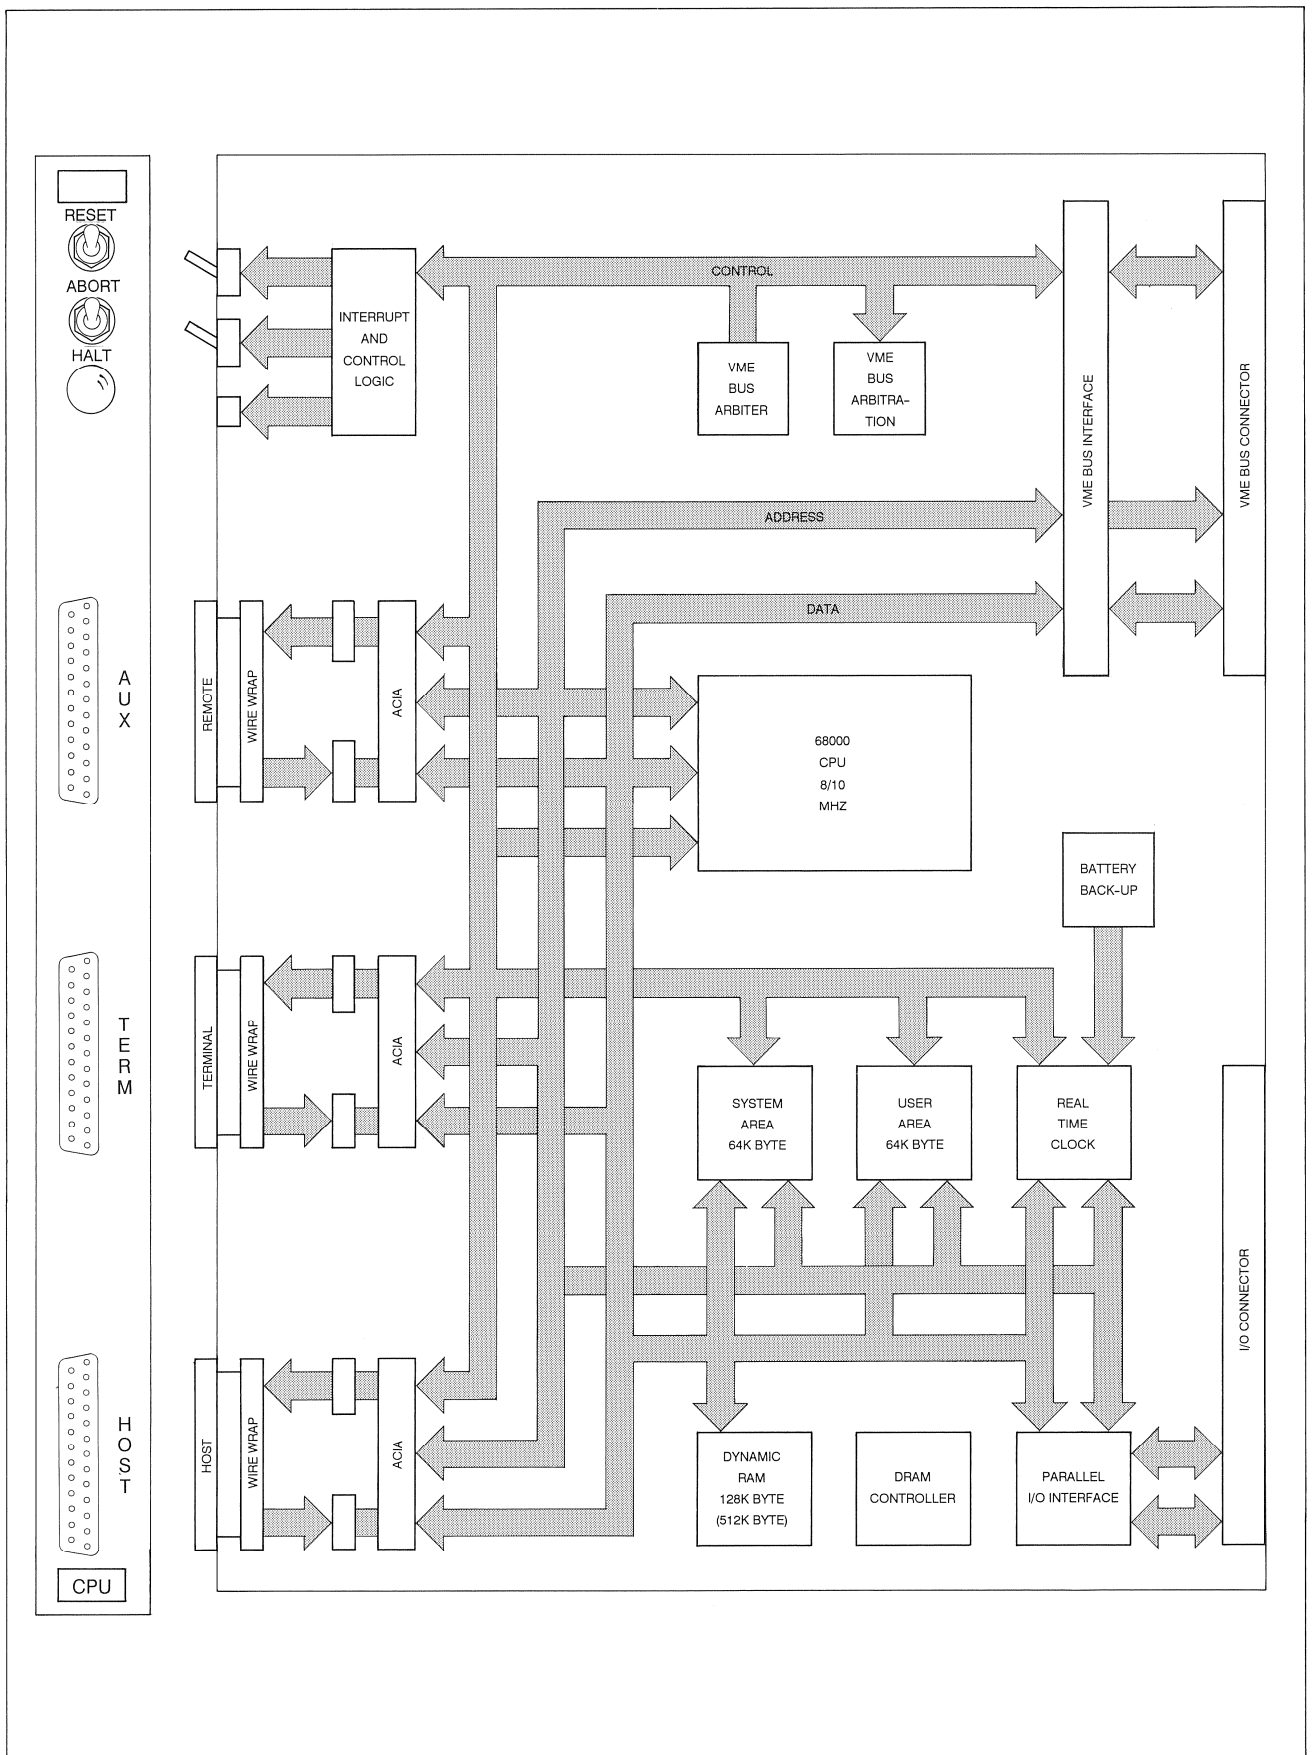 RESET
ABORT
HALT
AUX
TERM
HOST
CPU
INTERRUPT
AND
CONTROL
LOGIC
CONTROL
VME
BUS
ARBITER
VME
BUS
ARBITRA-
TION
VME BUS INTERFACE
VME BUS CONNECTOR
ADDRESS
DATA
REMOTE
WIRE WRAP
ACIA
68000
CPU
8/10
MHZ
BATTERY
BACK-UP
TERMINAL
WIRE WRAP
ACIA
SYSTEM
AREA
64K BYTE
USER
AREA
64K BYTE
REAL
TIME
CLOCK
I/O CONNECTOR
HOST
WIRE WRAP
ACIA
DYNAMIC
RAM
128K BYTE
(512K BYTE)
DRAM
CONTROLLER
PARALLEL
I/O INTERFACE